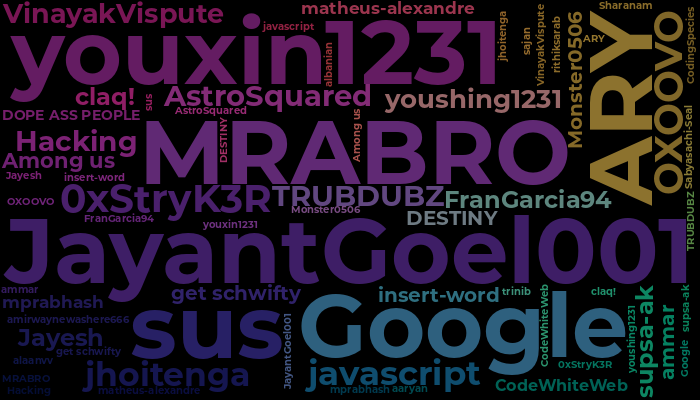 VinayakVispute
matheus-alexandre
Sharanam
youxin1231
javascript
albanian
jhoitenga
sajan
VinayakVispute
rithiksarab
Monster0506
ARY
ARY
OXOOVO
CodingSpecies
claq!
sus
AstroSquared
AstroSquared
youshing1231
DOPE ASS PEOPLE
Hacking
MRABRO
DESTINY
Among us
Among us
Sabyasachi-Seal
Jayesh
insert-word
OXOOVO
0xStryK3R
TRUBDUBZ
Monster0506
FranGarcia94
DESTINY
TRUBDUBZ
FranGarcia94
youxin1231
JayantGoel001
ammar
mprabhash
get schwifty
insert-word
trinib
claq!
amirwaynewashere666
sus
Google
CodeWhiteWeb
youshing1231
supsa-ak
ammar
Google
supsa-ak
Jayesh
get schwifty
JayantGoel001
alaanvv
jhoitenga
javascript
0xStryK3R
MRABRO
Hacking
matheus-alexandre
mprabhash
aaryan
CodeWhiteWeb